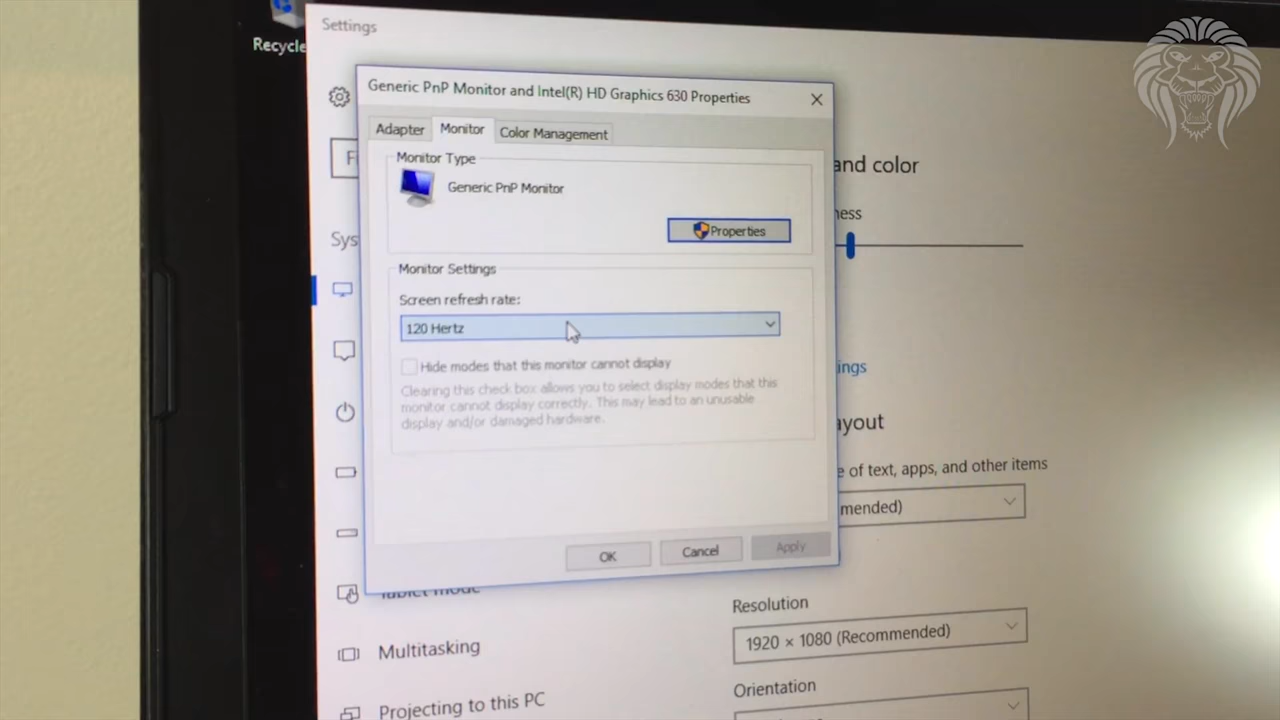 Recycle
Settings
Generic PnP Monitor and Intel(R) HD Graphics 630 Properties
Adapter
Monitor
Color Management
Monitor Type
Generic PnP Monitor
Properties
Monitor Settings
Screen refresh rate:
120 Hertz
Hide modes that this monitor cannot display
Clearing this check box allows you to select display modes that this
monitor cannot display correctly. This may lead to an unusable
display and/or damaged hardware.
OK
Cancel
Apply
Fi
Sys
and color
ness
ings
ayout
e of text, apps, and other items
mended)
Tablet mode
Multitasking
Projecting to this PC
Resolution
1920 × 1080 (Recommended)
Orientation